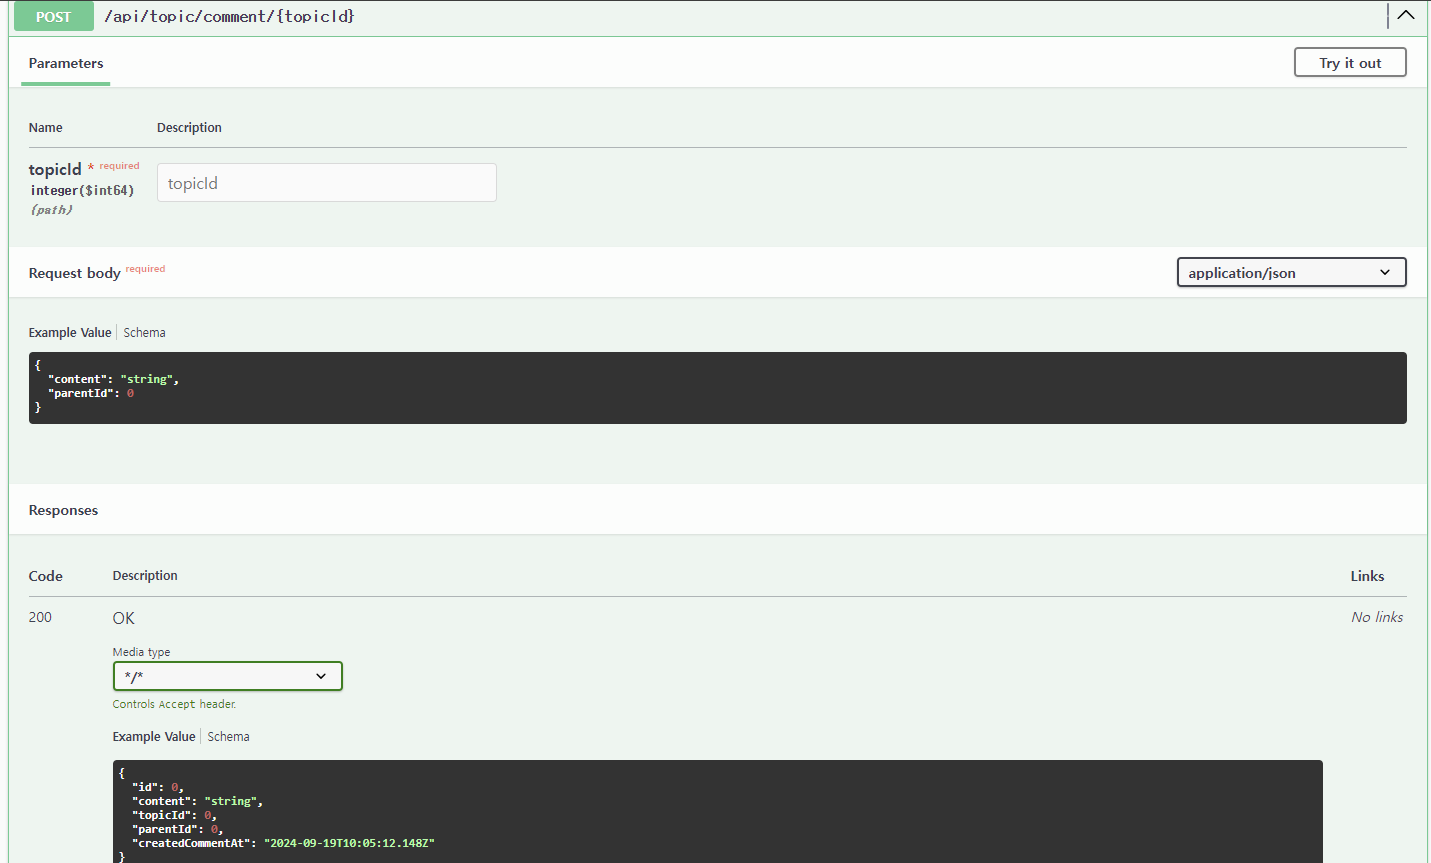 POST /api/topic/comment/{topicId}
Parameters
Try it out
Name Description
topicId * required
integer($int64)
(path)
topicId
Request body required
application/json
Example Value Schema
{
"content": "string",
"parentId": 0
}
Responses
Code Description Links
200 OK No links
Media type
*/*
Controls Accept header.
Example Value Schema
{
"id": 0,
"content": "string",
"topicId": 0,
"parentId": 0,
"createdCommentAt": "2024-09-19T10:05:12.148Z"
}